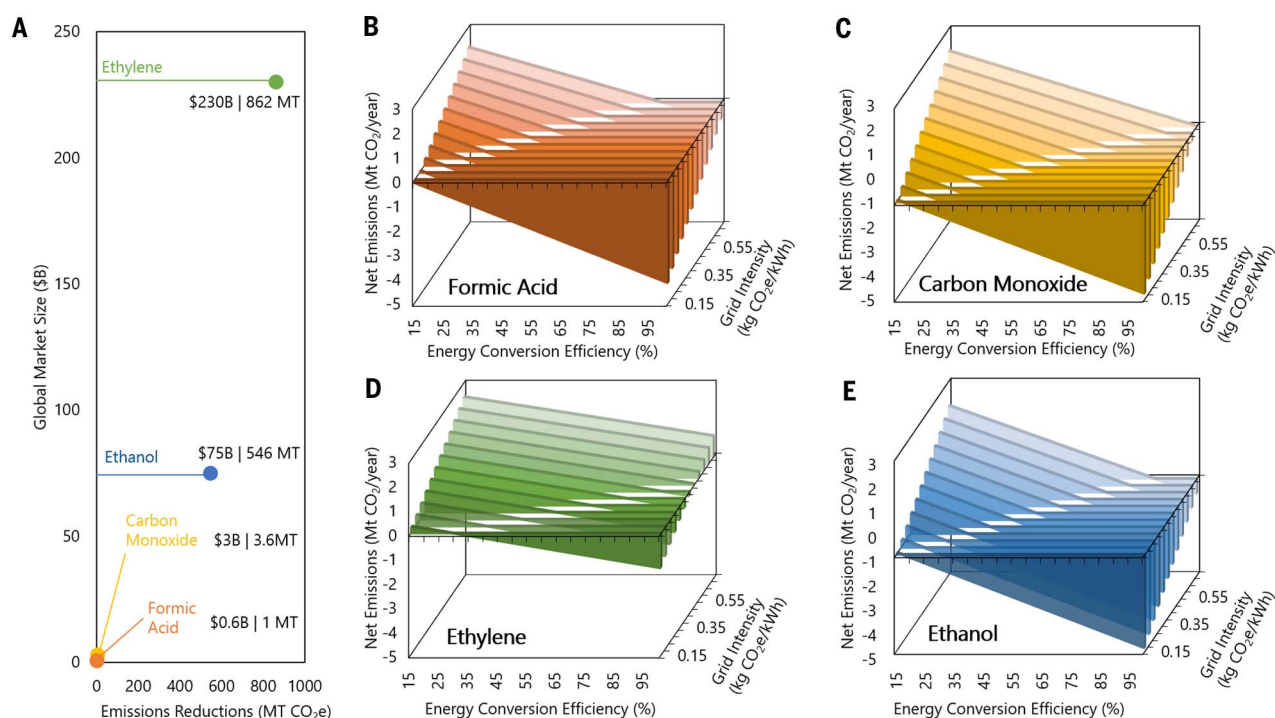 A
250
200
150
100
50
0
Global Market Size ($B)
Ethylene
$230B | 862 MT
Ethanol
$75B | 546 MT
Carbon
Monoxide
$3B | 3.6MT
Formic
Acid
$0.6B | 1 MT
0 200 400 600 800 1000
Emissions Reductions (MT CO₂e)
B
3
2
1
0
-1
-2
-3
-4
-5
Net Emissions (Mt CO₂/year)
Formic Acid
15 25 35 45 55 65 75 85 95
Energy Conversion Efficiency (%)
0.55
0.35
0.15
Grid Intensity
(kg CO₂e/kWh)
C
3
2
1
0
-1
-2
-3
-4
-5
Net Emissions (Mt CO₂/year)
Carbon Monoxide
15 25 35 45 55 65 75 85 95
Energy Conversion Efficiency (%)
0.55
0.35
0.15
Grid Intensity
(kg CO₂e/kWh)
D
3
2
1
0
-1
-2
-3
-4
-5
Net Emissions (Mt CO₂/year)
Ethylene
15 25 35 45 55 65 75 85 95
Energy Conversion Efficiency (%)
0.55
0.35
0.15
Grid Intensity
(kg CO₂e/kWh)
E
3
2
1
0
-1
-2
-3
-4
-5
Net Emissions (Mt CO₂/year)
Ethanol
15 25 35 45 55 65 75 85 95
Energy Conversion Efficiency (%)
0.55
0.35
0.15
Grid Intensity
(kg CO₂e/kWh)